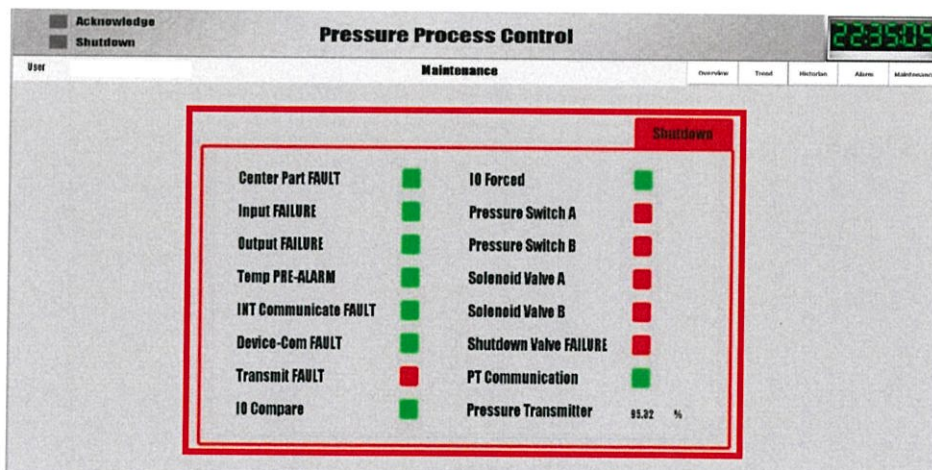 Acknowledge
Shutdown
Pressure Process Control
22:35:05
User
Maintenance
Overview Trend Historian Alarm Maintenance
Shutdown
Center Part FAULT IO Forced
Input FAILURE Pressure Switch A
Output FAILURE Pressure Switch B
Temp PRE-ALARM Solenoid Valve A
INT Communicate FAULT Solenoid Valve B
Device-Com FAULT Shutdown Valve FAILURE
Transmit FAULT PT Communication
IO Compare Pressure Transmitter 95.32 %